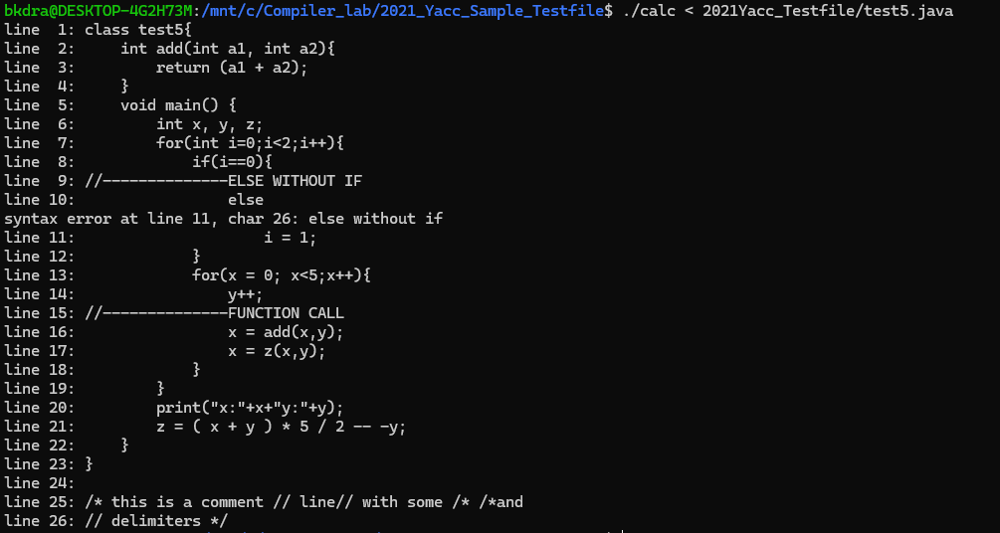 bkdra@DESKTOP-4G2H73M:/mnt/c/Compiler_lab/2021_Yacc_Sample_Testfile$ ./calc < 2021Yacc_Testfile/test5.java
line  1: class test5{
line  2:     int add(int a1, int a2){
line  3:         return (a1 + a2);
line  4:     }
line  5:     void main() {
line  6:         int x, y, z;
line  7:         for(int i=0;i<2;i++){
line  8:             if(i==0){
line  9: //--------------ELSE WITHOUT IF
line 10:                 else
syntax error at line 11, char 26: else without if
line 11:                     i = 1;
line 12:             }
line 13:             for(x = 0; x<5;x++){
line 14:                 y++;
line 15: //--------------FUNCTION CALL
line 16:                 x = add(x,y);
line 17:                 x = z(x,y);
line 18:             }
line 19:         }
line 20:         print("x:"+x+"y:"+y);
line 21:         z = ( x + y ) * 5 / 2 -- -y;
line 22:     }
line 23: }
line 24:
line 25: /* this is a comment // line// with some /* /*and
line 26: // delimiters */